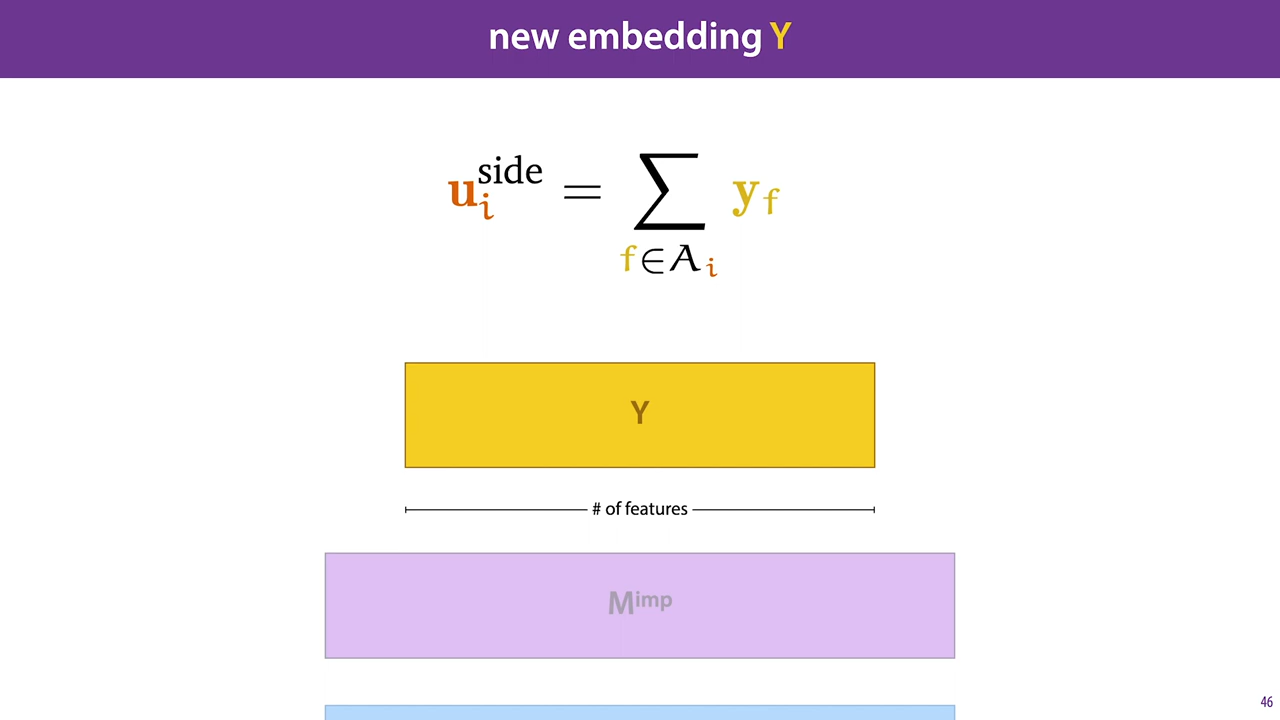 new embedding Y
u_i^side = ∑_{f∈A_i} y_f
Y
# of features
M^imp
46